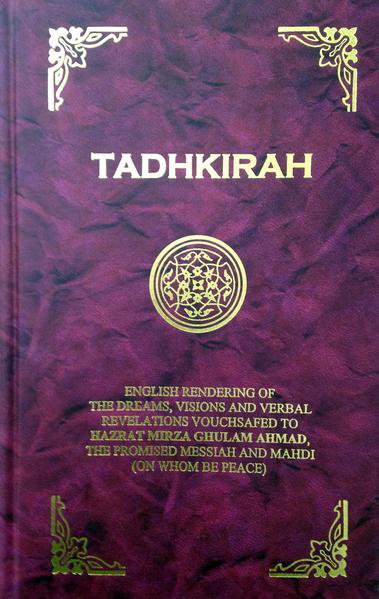 TADHKIRAH
ENGLISH RENDERING OF
THE DREAMS, VISIONS AND VERBAL
REVELATIONS VOUCHSAFED TO
HAZRAT MIRZA GHULAM AHMAD,
THE PROMISED MESSIAH AND MAHDI
(ON WHOM BE PEACE)